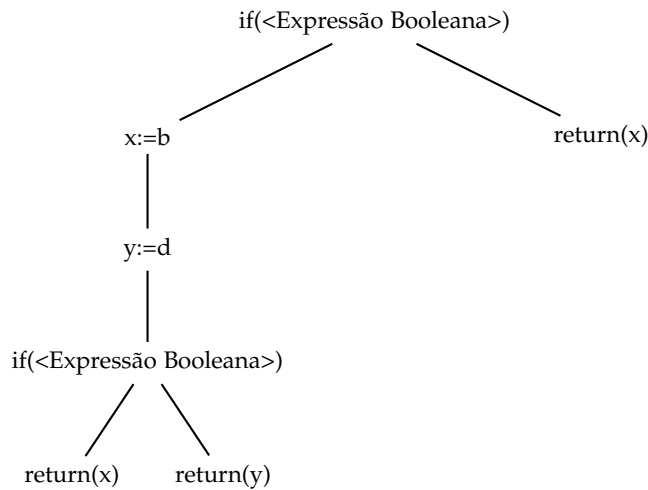 if(<Expressão Booleana>)
x:=b
return(x)
y:=d
if(<Expressão Booleana>)
return(x)
return(y)